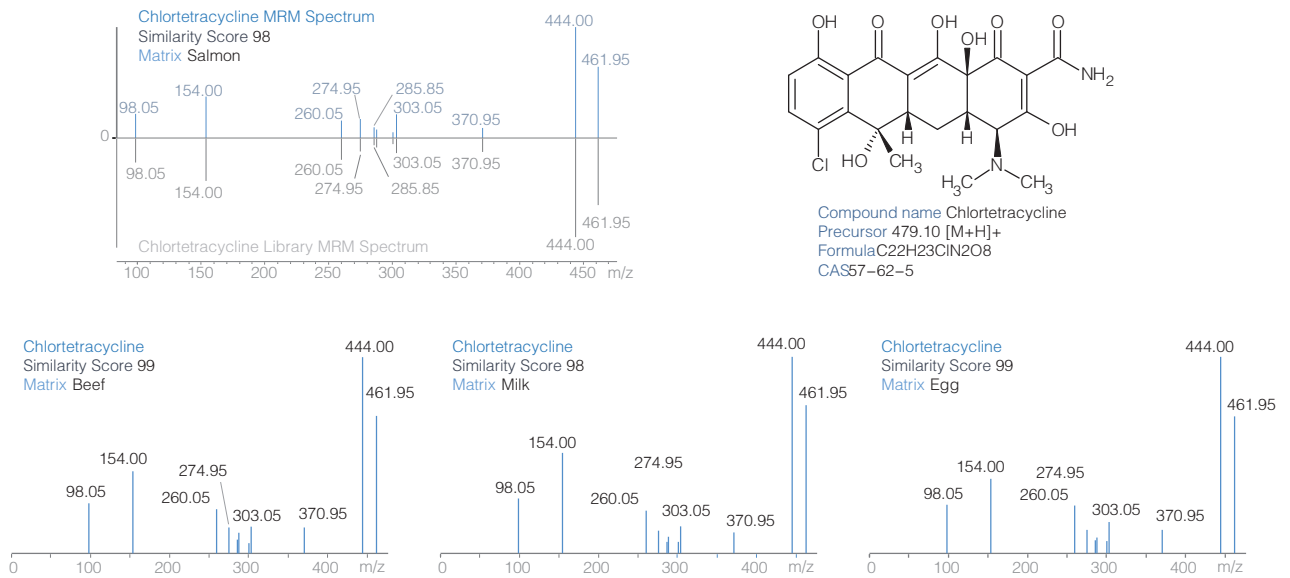 Chlortetracycline MRM Spectrum
Similarity Score 98
Matrix Salmon
444.00
461.95
98.05
154.00
260.05
274.95
285.85
303.05
370.95
0
98.05
154.00
260.05
274.95
285.85
303.05
370.95
461.95
444.00
Chlortetracycline Library MRM Spectrum
100 150 200 250 300 350 400 450 m/z
OH
O
OH
OH
O
O
NH2
OH
Cl
HO
CH3
H
H
N
H3C
CH3
Compound name Chlortetracycline
Precursor 479.10 [M+H]+
FormulaC22H23ClN2O8
CAS57–62–5
Chlortetracycline
Similarity Score 99
Matrix Beef
444.00
461.95
154.00
274.95
98.05
260.05
303.05
370.95
0 100 200 300 400 m/z
Chlortetracycline
Similarity Score 98
Matrix Milk
444.00
461.95
154.00
274.95
98.05
260.05
303.05
370.95
0 100 200 300 400 m/z
Chlortetracycline
Similarity Score 99
Matrix Egg
444.00
461.95
154.00
274.95
98.05
260.05
303.05
370.95
0 100 200 300 400 m/z